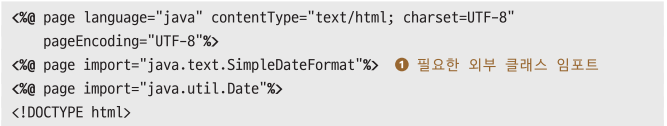 <%@ page language="java" contentType="text/html; charset=UTF-8"
pageEncoding="UTF-8"%>
<%@ page import="java.text.SimpleDateFormat"%> ❶ 필요한 외부 클래스 임포트
<%@ page import="java.util.Date"%>
<!DOCTYPE html>